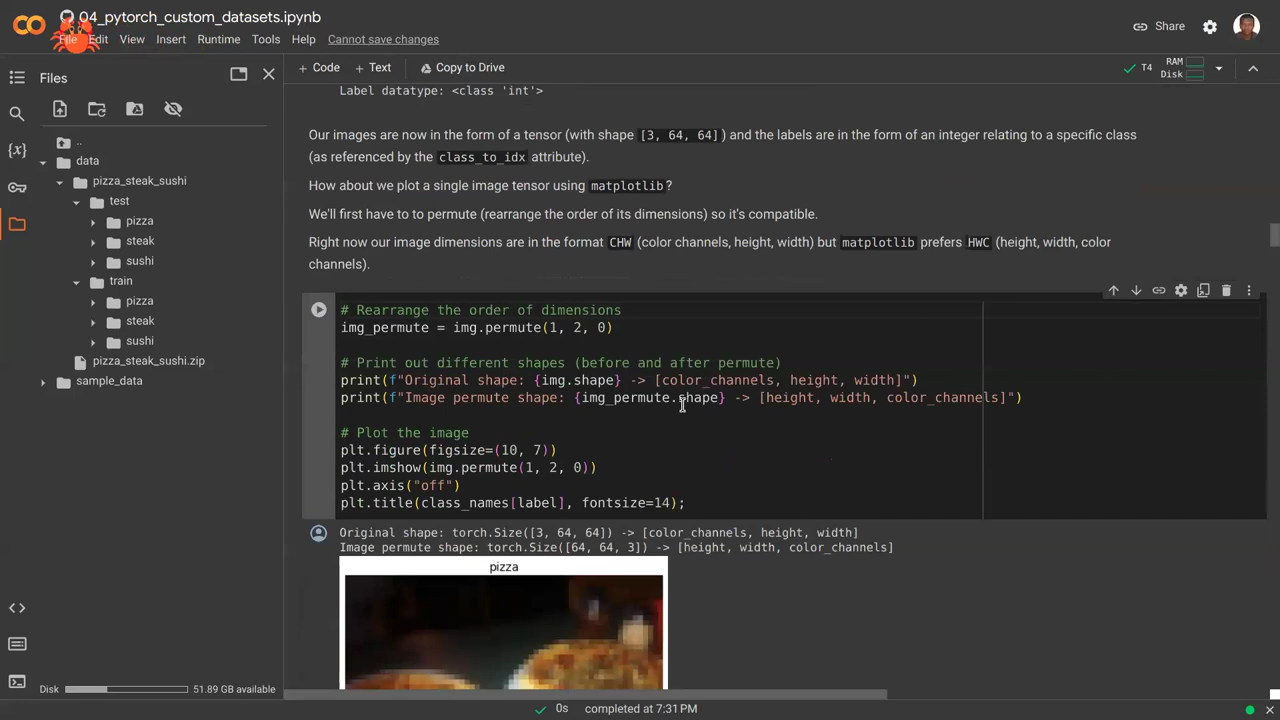 04_pytorch_custom_datasets.ipynb
File Edit View Insert Runtime Tools Help Cannot save changes
Share
Files
+ Code + Text Copy to Drive
T4 RAM
Disk
..
data
pizza_steak_sushi
test
pizza
steak
sushi
train
pizza
steak
sushi
pizza_steak_sushi.zip
sample_data
Disk 51.89 GB available
Label datatype: <class 'int'>
Our images are now in the form of a tensor (with shape [3, 64, 64]) and the labels are in the form of an integer relating to a specific class
(as referenced by the class_to_idx attribute).
How about we plot a single image tensor using matplotlib?
We'll first have to to permute (rearrange the order of its dimensions) so it's compatible.
Right now our image dimensions are in the format CHW (color channels, height, width) but matplotlib prefers HWC (height, width, color
channels).
# Rearrange the order of dimensions
img_permute = img.permute(1, 2, 0)
# Print out different shapes (before and after permute)
print(f"Original shape: {img.shape} -> [color_channels, height, width]")
print(f"Image permute shape: {img_permute.shape} -> [height, width, color_channels]")
# Plot the image
plt.figure(figsize=(10, 7))
plt.imshow(img.permute(1, 2, 0))
plt.axis("off")
plt.title(class_names[label], fontsize=14);
Original shape: torch.Size([3, 64, 64]) -> [color_channels, height, width]
Image permute shape: torch.Size([64, 64, 3]) -> [height, width, color_channels]
pizza
0s completed at 7:31 PM